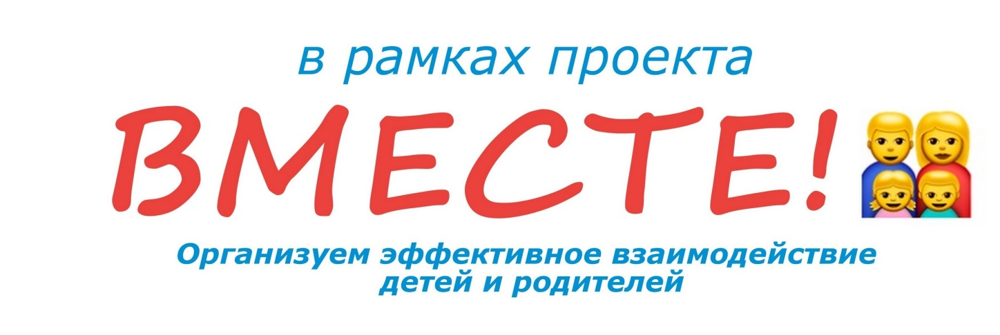 в рамках проекта
ВМЕСТЕ!
Организуем эффективное взаимодействие
детей и родителей